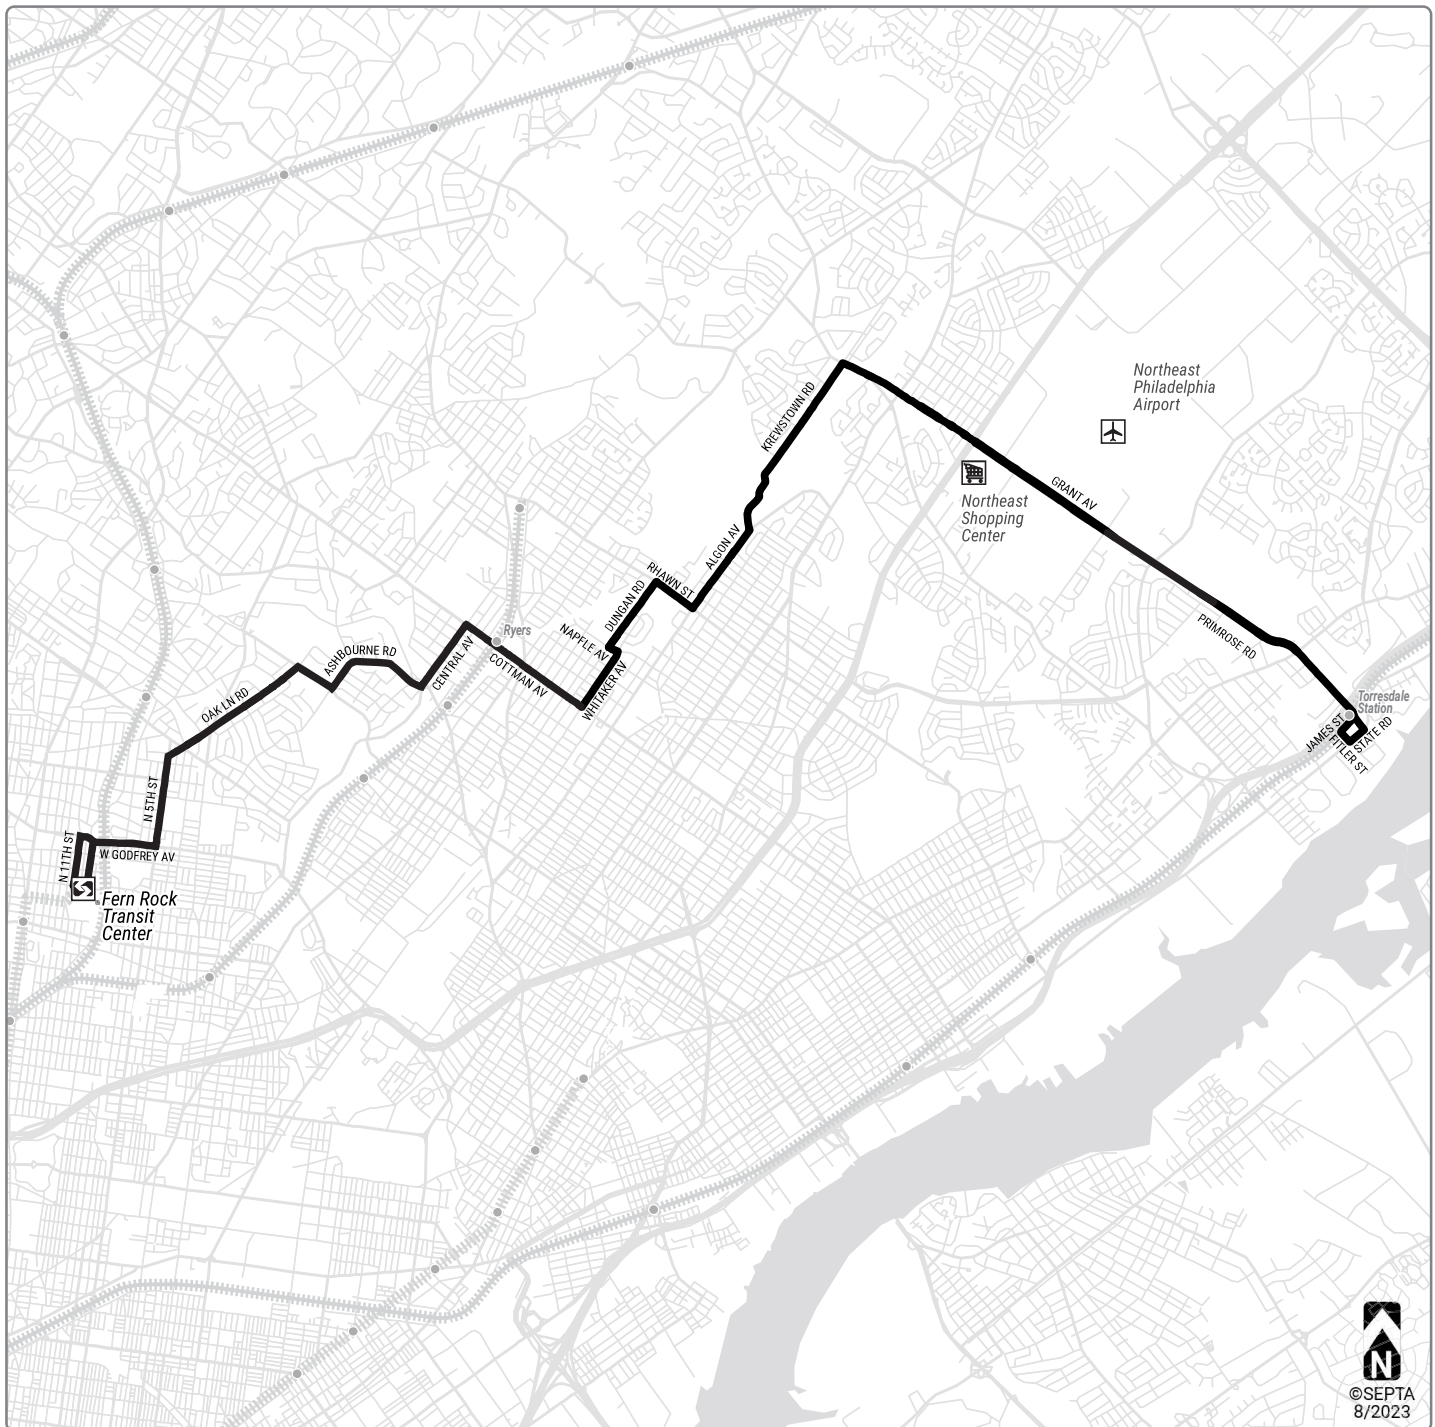 Northeast
Philadelphia
Airport
KREWSTOWN RD
GRANT AV
Northeast
Shopping
Center
ALGON AV
RHAWN ST
DUNGAN RD
NAPFLE AV
WHITAKER AV
Ryers
COTTMAN AV
CENTRAL AV
ASHBOURNE RD
OAK LN RD
PRIMROSE RD
Torresdale
Station
JAMES ST
STATE RD
FITLER ST
N 5TH ST
N 11TH ST
W GODFREY AV
Fern Rock
Transit
Center
N
©SEPTA
8/2023